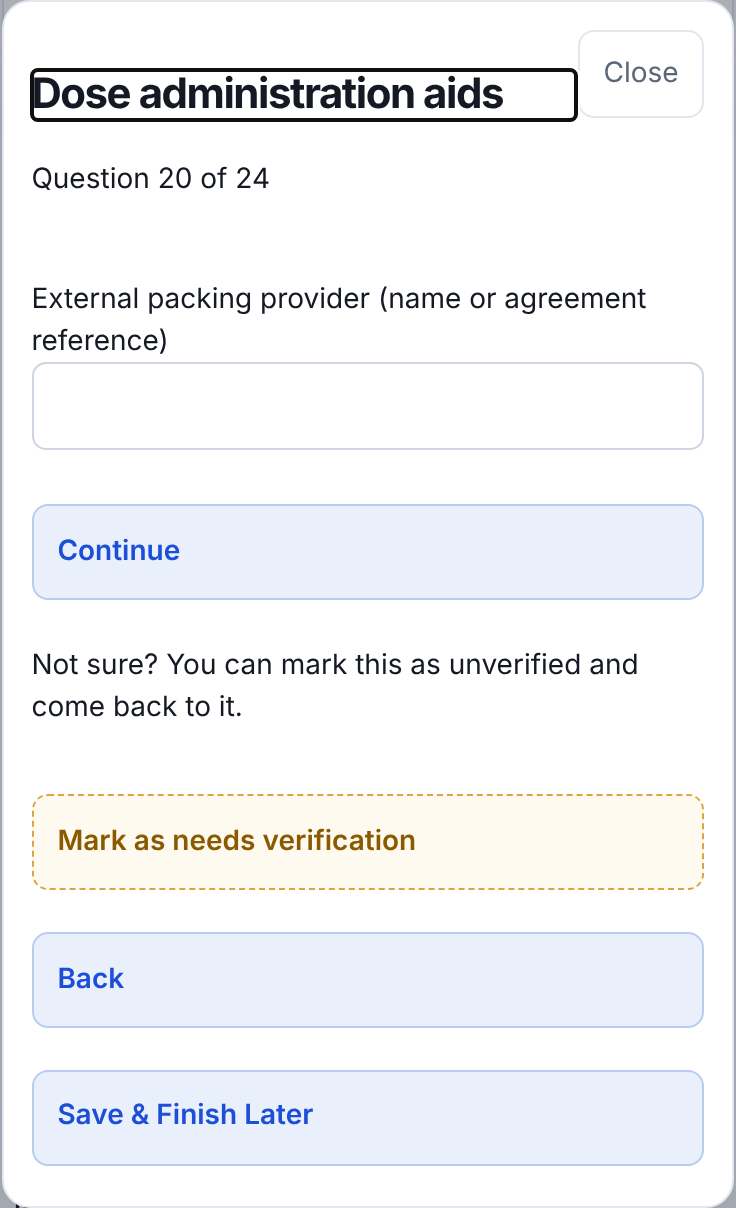 Dose administration aids
Close
Question 20 of 24
External packing provider (name or agreement
reference)
Continue
Not sure? You can mark this as unverified and
come back to it.
Mark as needs verification
Back
Save & Finish Later